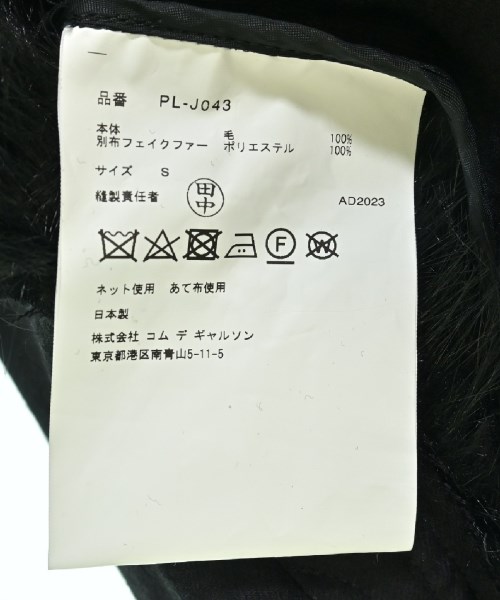 品番 PL-J043
本体 毛 100%
別布フェイクファー ポリエステル 100%
サイズ S
縫製責任者 田中 AD2023
F W
ネット使用 あて布使用
日本製
株式会社 コム デ ギャルソン
東京都港区南青山5-11-5